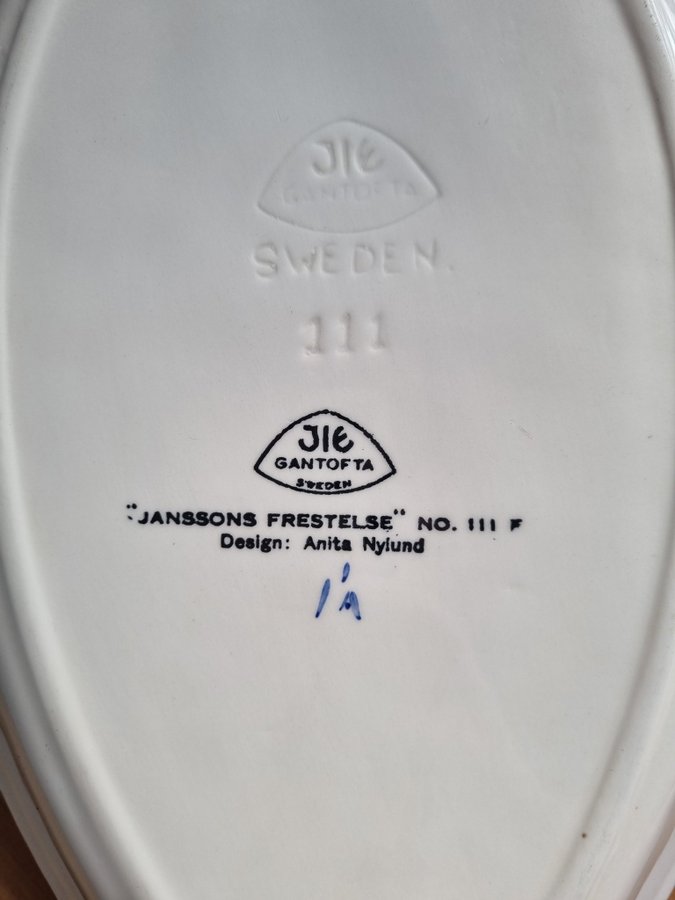 JIE
GANTOFTA
SWEDEN.
111
JIE
GANTOFTA
SWEDEN
"JANSSONS FRESTELSE" NO. 111 F
Design: Anita Nylund